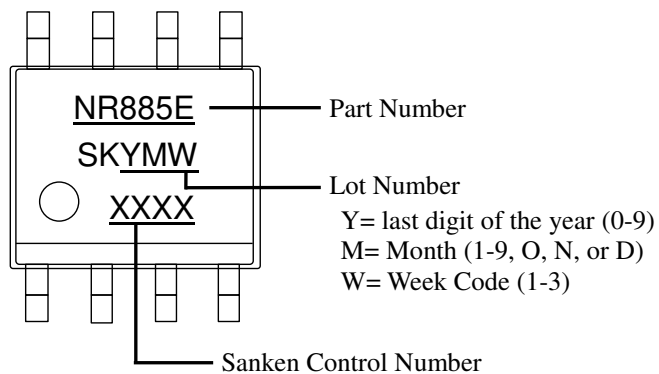 NR885E
Part Number
SKYMW
Lot Number
XXXX
Y= last digit of the year (0-9)
M= Month (1-9, O, N, or D)
W= Week Code (1-3)
Sanken Control Number